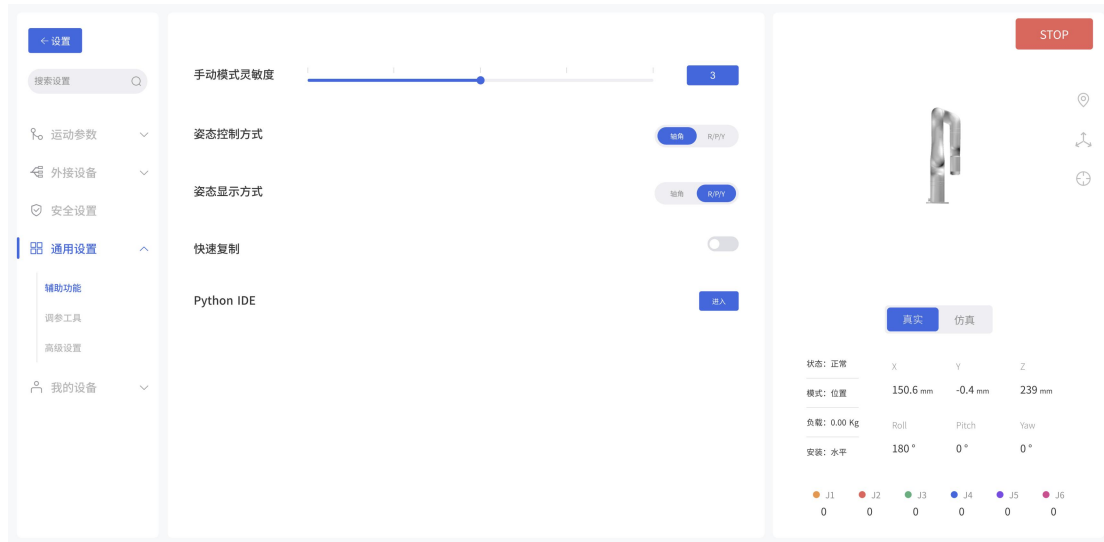 ←设置
搜索设置
运动参数
外接设备
安全设置
通用设置
辅助功能
调参工具
高级设置
我的设备
手动模式灵敏度 3
姿态控制方式 轴角 R/P/Y
姿态显示方式 轴角 R/P/Y
快速复制
Python IDE 进入
STOP
真实 仿真
状态：正常
模式：位置
负载：0.00 Kg
安装：水平
X Y Z
150.6 mm -0.4 mm 239 mm
Roll Pitch Yaw
180 ° 0 ° 0 °
J1 J2 J3 J4 J5 J6
0 0 0 0 0 0